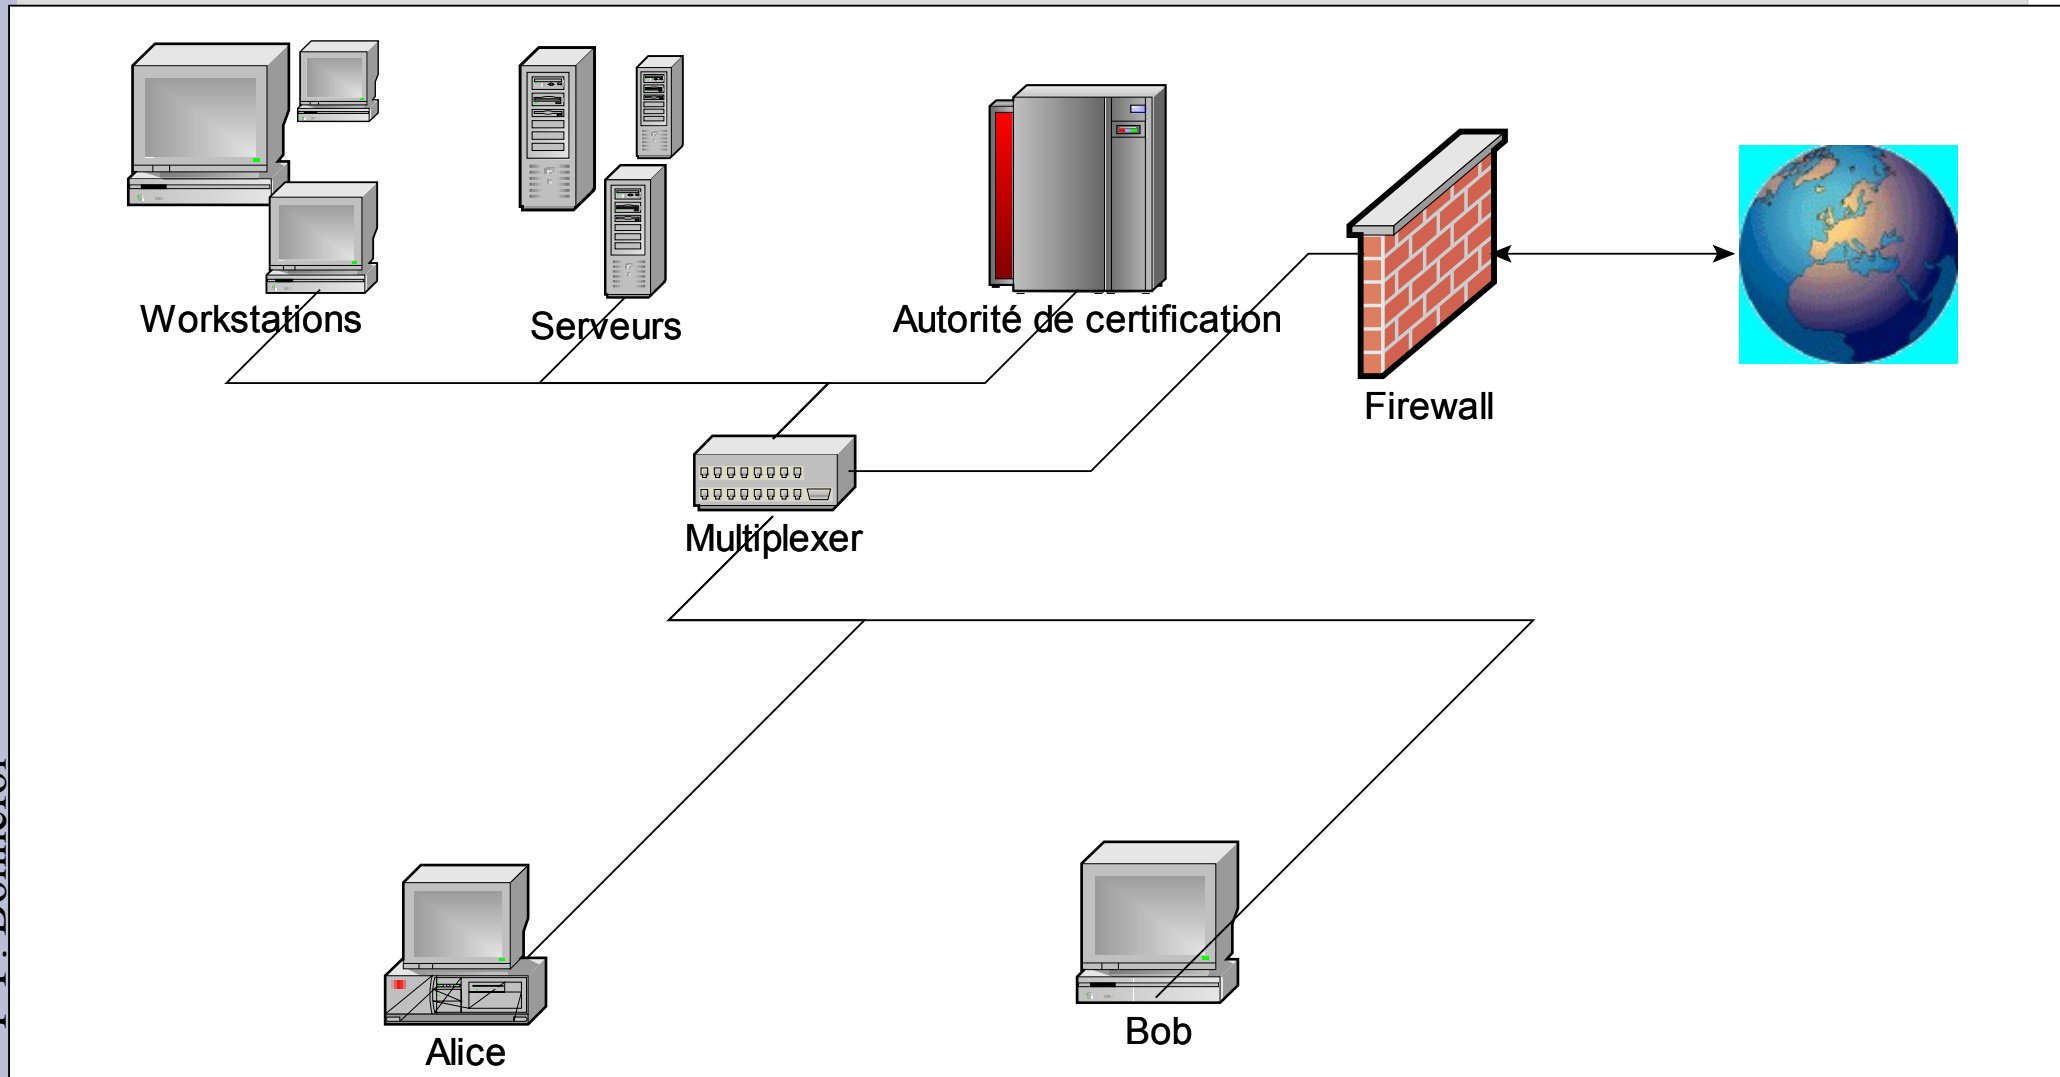 Workstations
Serveurs
Autorité de certification
Firewall
Multiplexer
Alice
Bob